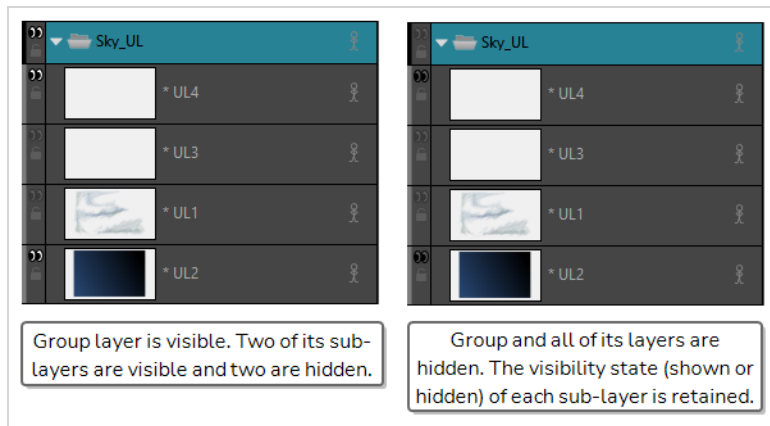 Sky_UL
* UL4
* UL3
* UL1
* UL2
Group layer is visible. Two of its sub-
layers are visible and two are hidden.
Sky_UL
* UL4
* UL3
* UL1
* UL2
Group and all of its layers are
hidden. The visibility state (shown or
hidden) of each sub-layer is retained.